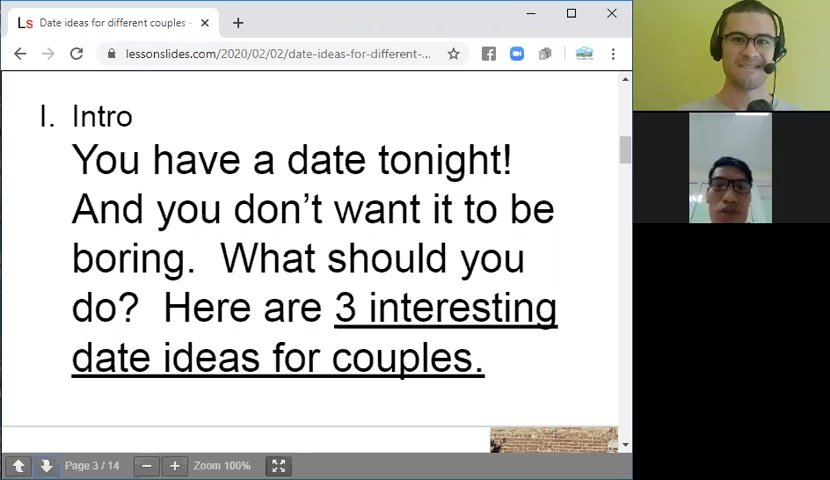 Ls Date ideas for different couples -
lessonslides.com/2020/02/02/date-ideas-for-different-...
I. Intro
You have a date tonight!
And you don't want it to be
boring. What should you
do? Here are 3 interesting
date ideas for couples.
Page 3 / 14
Zoom 100%